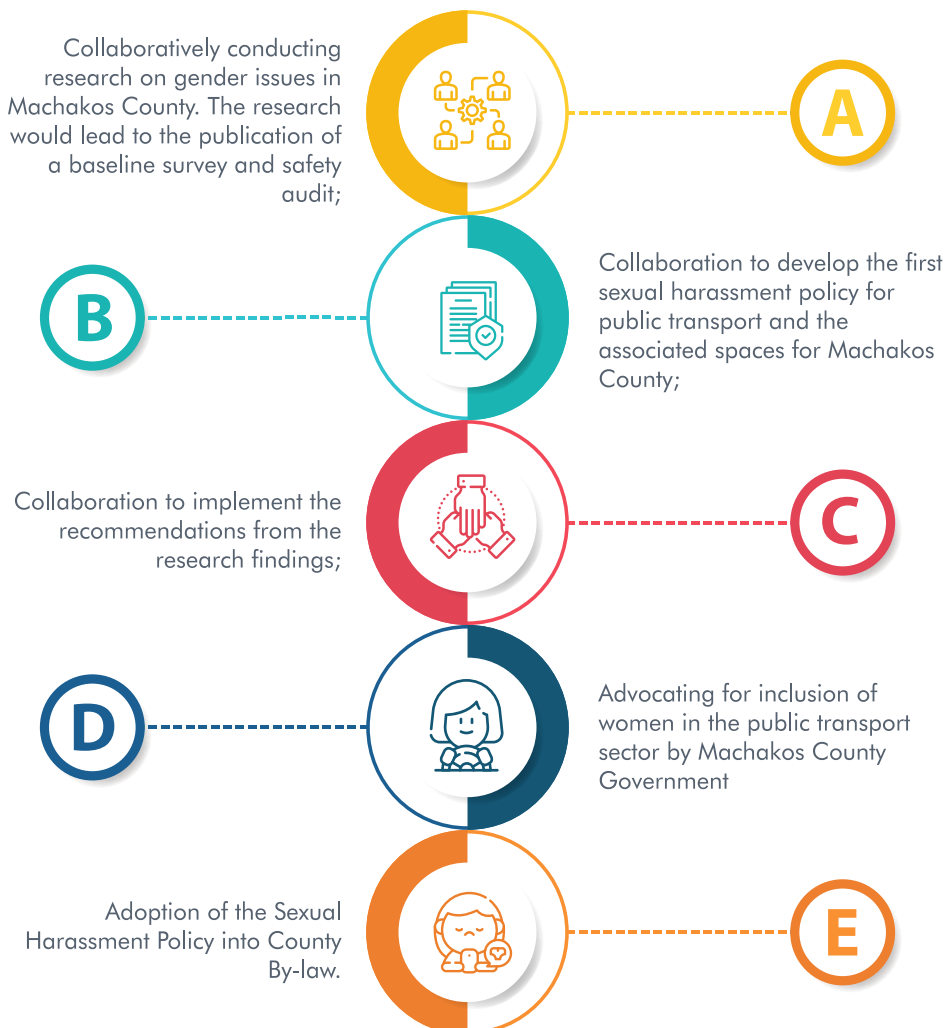 Collaboratively conducting
research on gender issues in
Machakos County. The research
would lead to the publication of
a baseline survey and safety
audit;
A
B
Collaboration to develop the first
sexual harassment policy for
public transport and the
associated spaces for Machakos
County;
Collaboration to implement the
recommendations from the
research findings;
C
D
Advocating for inclusion of
women in the public transport
sector by Machakos County
Government
Adoption of the Sexual
Harassment Policy into County
By-law.
E